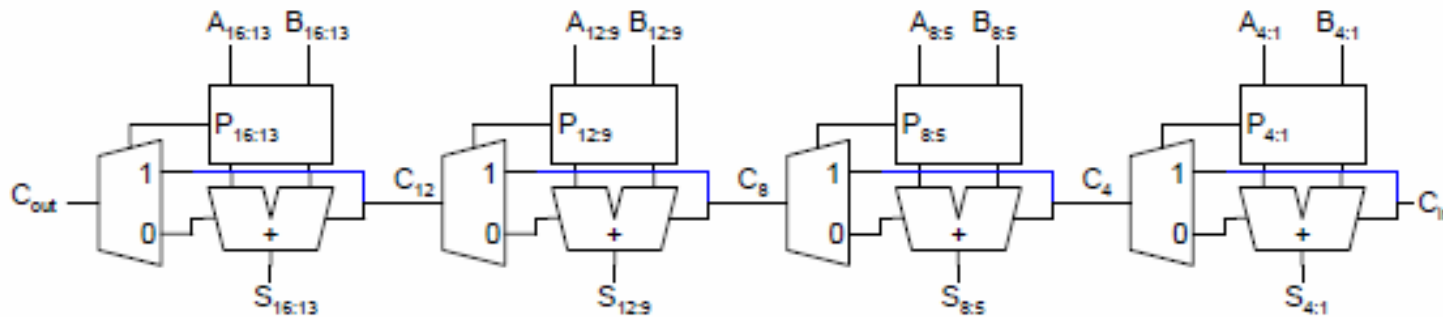 A16:13 B16:13 A12:9 B12:9 A8:5 B8:5 A4:1 B4:1
P16:13 P12:9 P8:5 P4:1
1 C12 1 C8 1 C4 1
Cout Cin
0 0 0 0
+ + + +
S16:13 S12:9 S8:5 S4:1